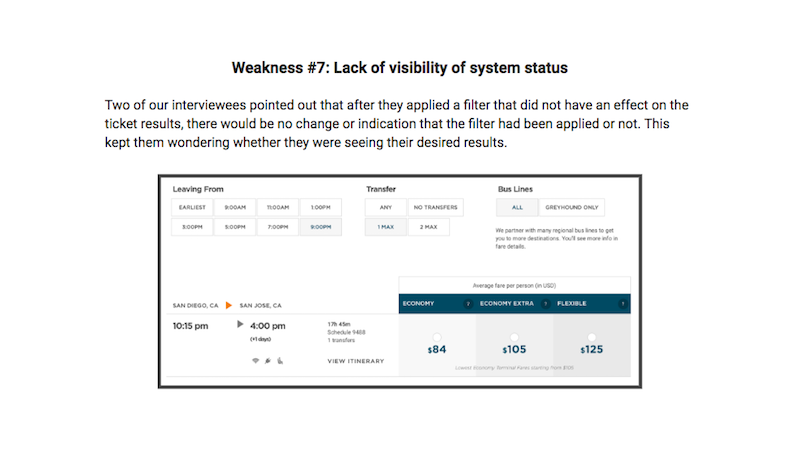 Weakness #7: Lack of visibility of system status
Two of our interviewees pointed out that after they applied a filter that did not have an effect on the
ticket results, there would be no change or indication that the filter had been applied or not. This
kept them wondering whether they were seeing their desired results.
Leaving From Transfer Bus Lines
EARLIEST 9:00AM 11:00AM 1:00PM ANY NO TRANSFERS ALL GREYHOUND ONLY
3:00PM 5:00PM 7:00PM 9:00PM 1 MAX 2 MAX
We partner with many regional bus lines to get
you to more destinations. You'll see more info in
fare details.
Average fare per person (in USD)
SAN DIEGO, CA SAN JOSE, CA ECONOMY ECONOMY EXTRA FLEXIBLE
10:15 pm 4:00 pm 17h 45m
Schedule 9488
(+1 days) 1 transfers
$84 $105 $125
VIEW ITINERARY
Lowest Economy Fares starting from